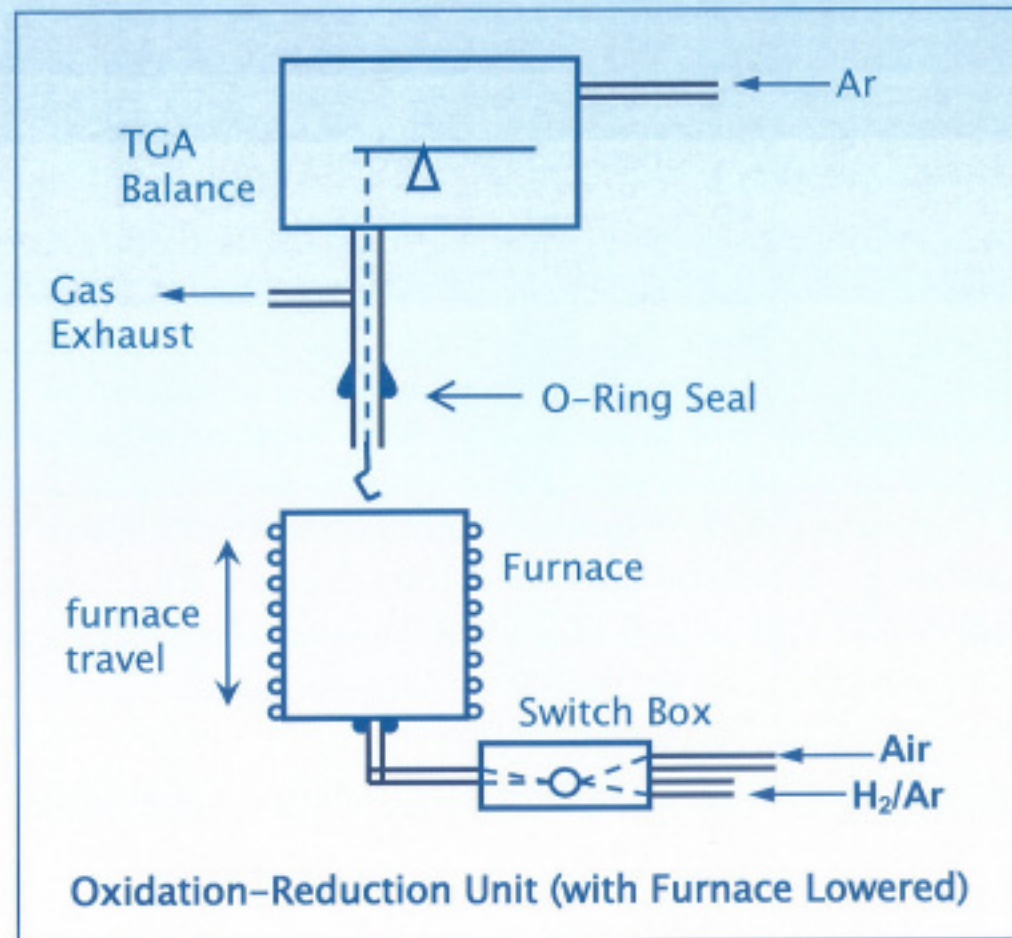 Ar
TGA
Balance
Gas
Exhaust
O-Ring Seal
Furnace
furnace
travel
Switch Box
Air
H₂/Ar
Oxidation-Reduction Unit (with Furnace Lowered)